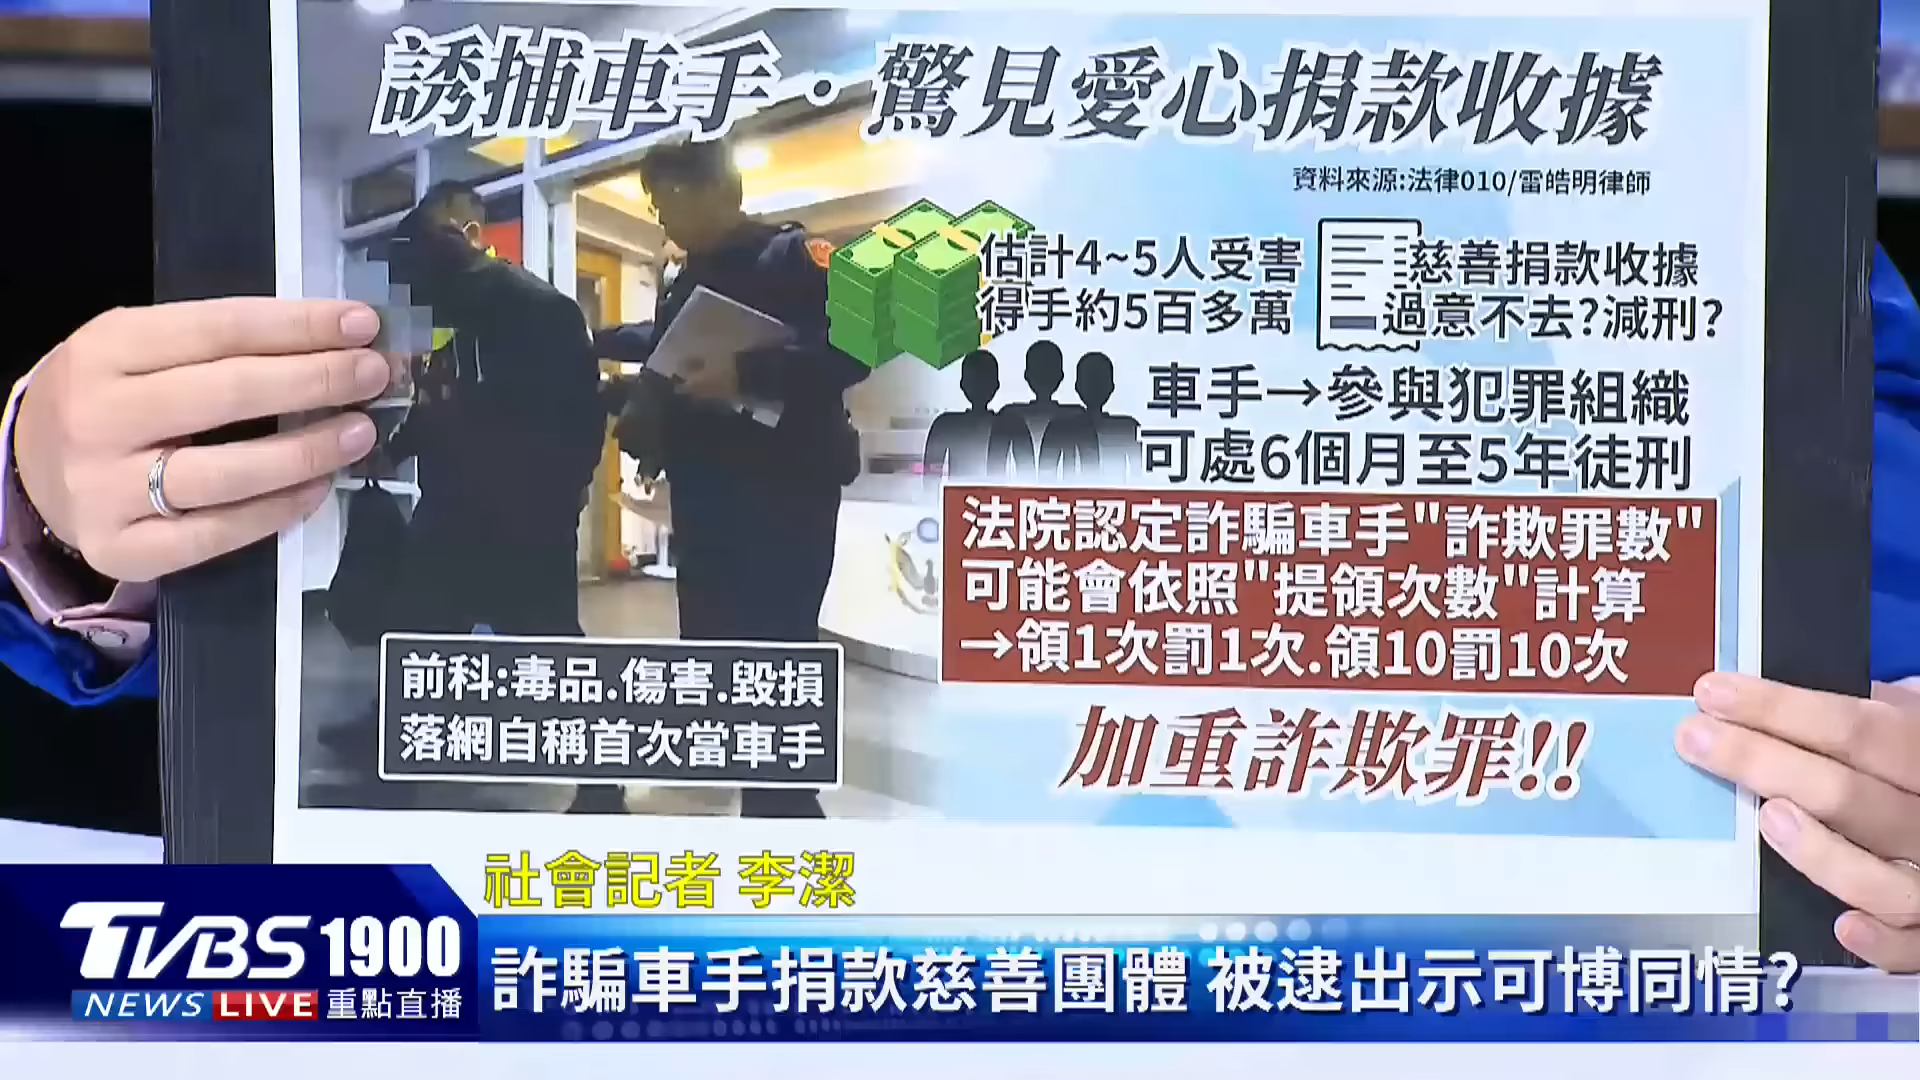 誘捕車手·驚見愛心捐款收據
資料來源:法律010/雷皓明律師
估計4~5人受害
得手約5百多萬
慈善捐款收據
過意不去?減刑?
車手→參與犯罪組織
可處6個月至5年徒刑
法院認定詐騙車手"詐欺罪數"
可能會依照"提領次數"計算
→領1次罰1次.領10罰10次
前科:毒品.傷害.毀損
落網自稱首次當車手
加重詐欺罪!!
社會記者 李潔
TVBS 1900
NEWS LIVE 重點直播
詐騙車手捐款慈善團體 被逮出示可博同情?